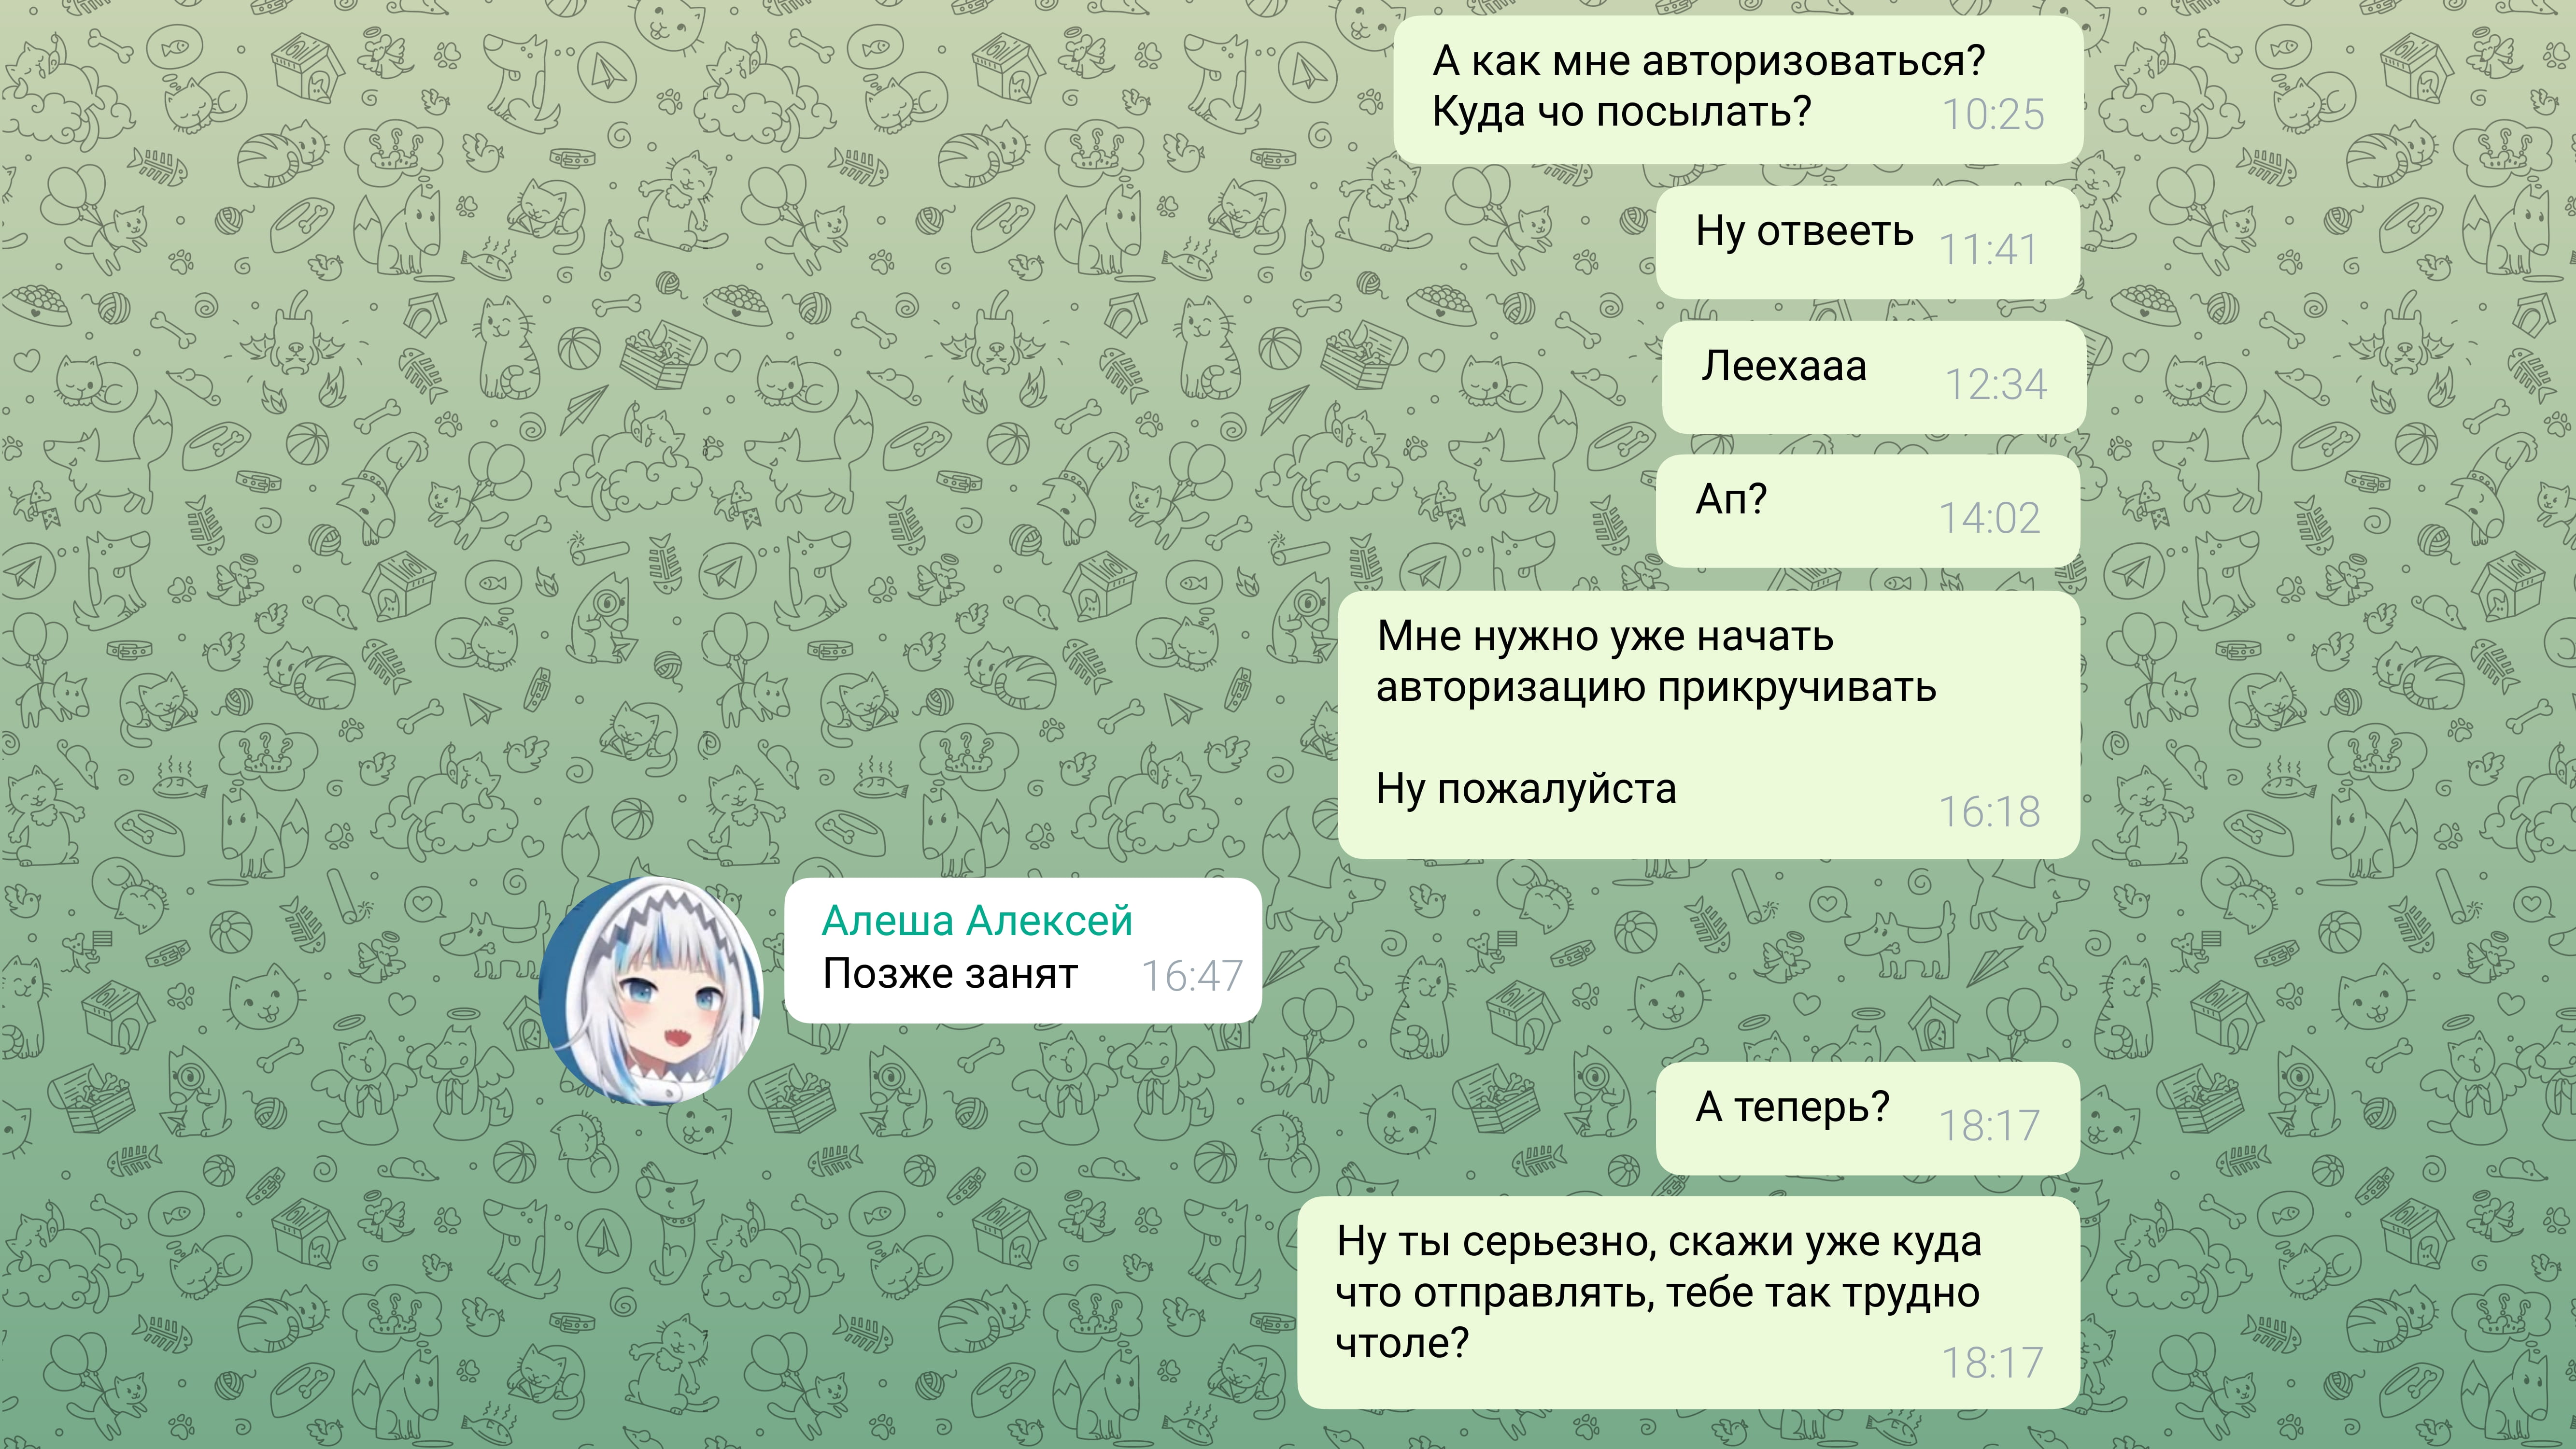 А как мне авторизоваться?
Куда чо посылать?
10:25
Ну отвееть
11:41
Леехааа
12:34
Ап?
14:02
Мне нужно уже начать
авторизацию прикручивать
Ну пожалуйста
16:18
Алеша Алексей
Позже занят
16:47
А теперь?
18:17
Ну ты серьезно, скажи уже куда
что отправлять, тебе так трудно
чтоле?
18:17